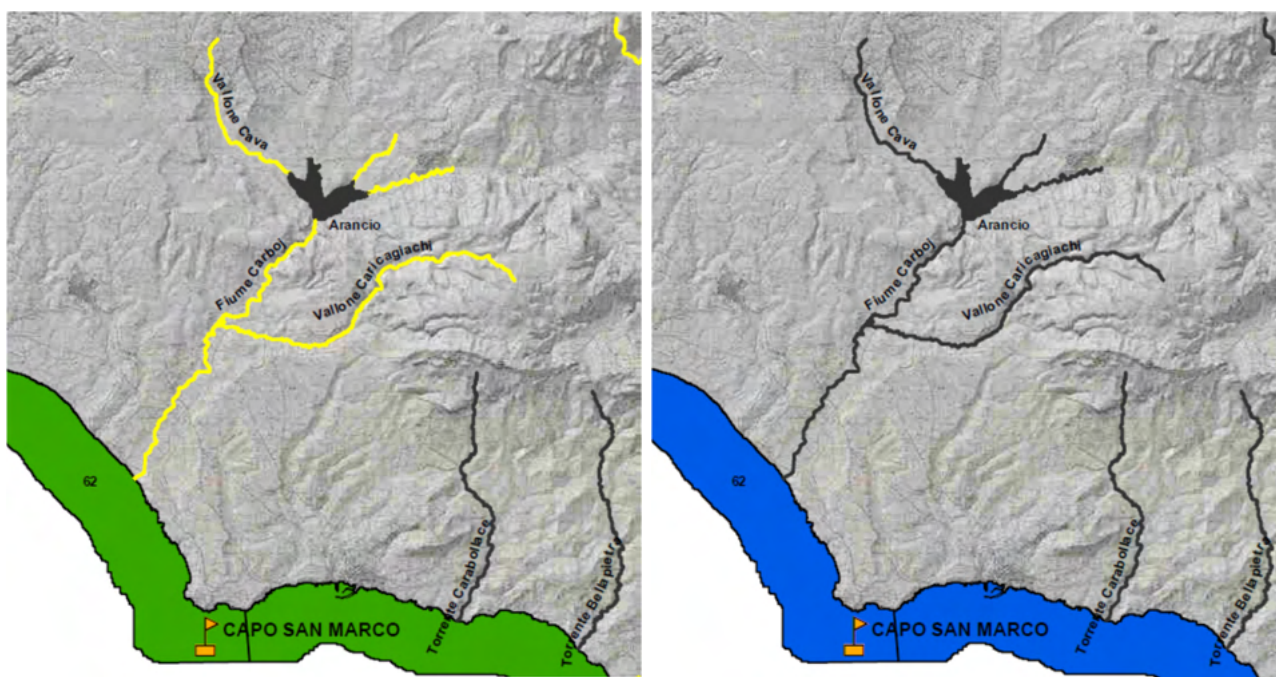 Vallone Cava
Arancio
Fiume Carboj
Vallone Caricagiachi
62
CAPO SAN MARCO
Torrente Carabollace
Torrente Bellapietra
Vallone Cava
Arancio
Fiume Carboj
Vallone Caricagiachi
62
CAPO SAN MARCO
Torrente Carabollace
Torrente Bellapietra